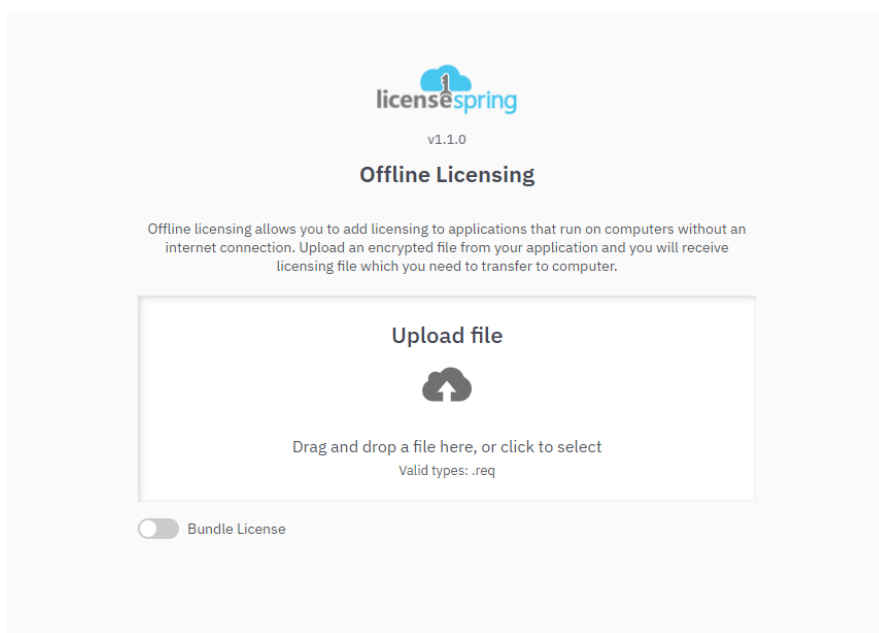 licensespring
v1.1.0
Offline Licensing
Offline licensing allows you to add licensing to applications that run on computers without an
internet connection. Upload an encrypted file from your application and you will receive
licensing file which you need to transfer to computer.
Upload file
Drag and drop a file here, or click to select
Valid types: .req
Bundle License